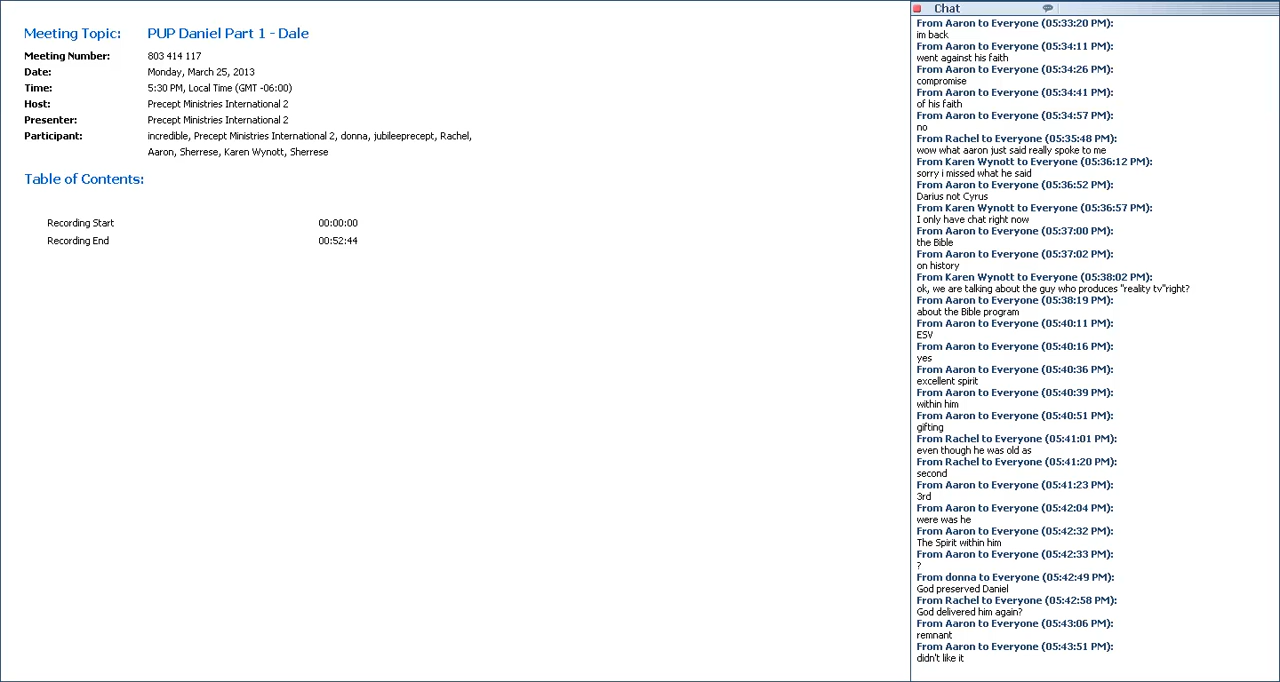 Meeting Topic: PUP Daniel Part 1 - Dale
Meeting Number: 803 414 117
Date: Monday, March 25, 2013
Time: 5:30 PM, Local Time (GMT -06:00)
Host: Precept Ministries International 2
Presenter: Precept Ministries International 2
Participant: incredible, Precept Ministries International 2, donna, jubileeprecept, Rachel,
Aaron, Sherrese, Karen Wynott, Sherrese
Table of Contents:
Recording Start 00:00:00
Recording End 00:52:44
Chat
From Aaron to Everyone (05:33:20 PM):
im back
From Aaron to Everyone (05:34:11 PM):
went against his faith
From Aaron to Everyone (05:34:26 PM):
compromise
From Aaron to Everyone (05:34:41 PM):
of his faith
From Aaron to Everyone (05:34:57 PM):
no
From Rachel to Everyone (05:35:48 PM):
wow what aaron just said really spoke to me
From Karen Wynott to Everyone (05:36:12 PM):
sorry i missed what he said
From Aaron to Everyone (05:36:52 PM):
Darius not Cyrus
From Karen Wynott to Everyone (05:36:57 PM):
I only have chat right now
From Aaron to Everyone (05:37:00 PM):
the Bible
From Aaron to Everyone (05:37:02 PM):
on history
From Karen Wynott to Everyone (05:38:02 PM):
ok, we are talking about the guy who produces "reality tv"right?
From Aaron to Everyone (05:38:19 PM):
about the Bible program
From Aaron to Everyone (05:40:11 PM):
ESV
From Aaron to Everyone (05:40:16 PM):
yes
From Aaron to Everyone (05:40:36 PM):
excellent spirit
From Aaron to Everyone (05:40:39 PM):
within him
From Aaron to Everyone (05:40:51 PM):
gifting
From Rachel to Everyone (05:41:01 PM):
even though he was old as
From Rachel to Everyone (05:41:20 PM):
second
From Aaron to Everyone (05:41:23 PM):
3rd
From Aaron to Everyone (05:42:04 PM):
were was he
From Aaron to Everyone (05:42:32 PM):
The Spirit within him
From Aaron to Everyone (05:42:33 PM):
?
From donna to Everyone (05:42:49 PM):
God preserved Daniel
From Rachel to Everyone (05:42:58 PM):
God delivered him again?
From Aaron to Everyone (05:43:06 PM):
remnant
From Aaron to Everyone (05:43:51 PM):
didn't like it